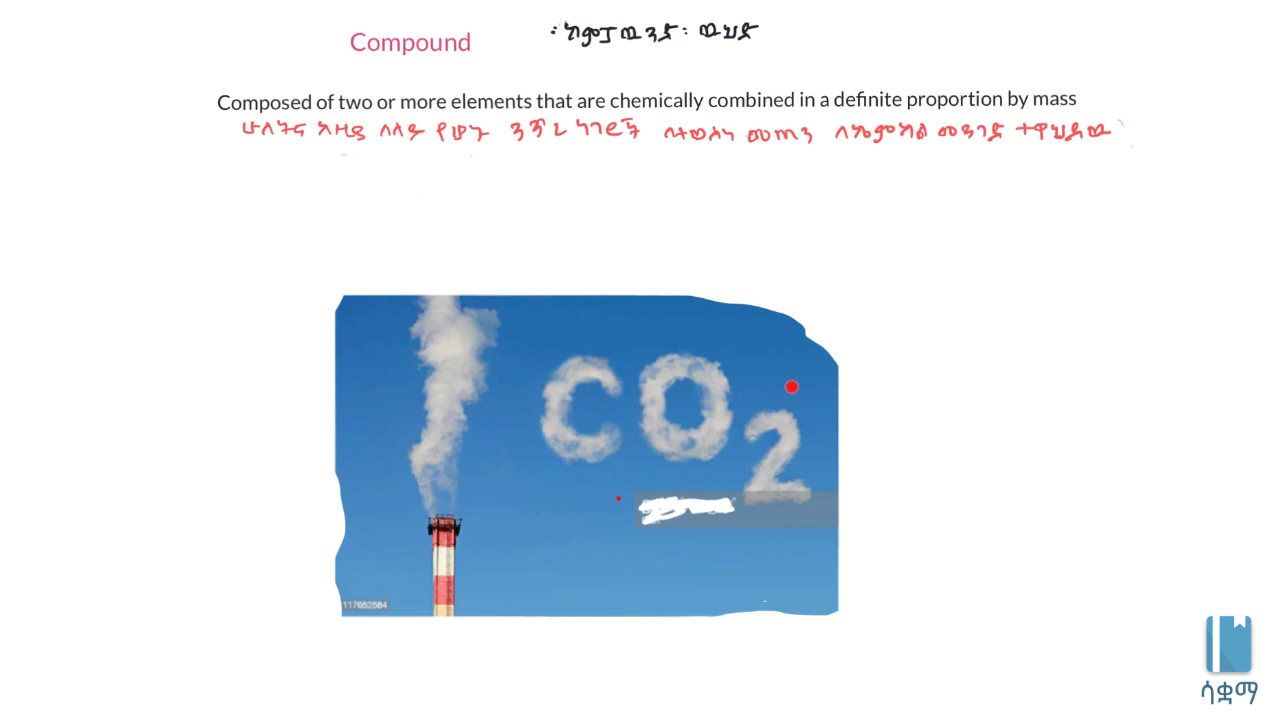 Compound
፡ ኮምፓውንድ ፡ ውህድ
Composed of two or more elements that are chemically combined in a definite proportion by mass
ሁለትና ከዚያ በላይ የሆኑ ንጥረ ነገሮች በተወሰነ መጠን በኬምካል መንገድ ተዋህደው
CO2
117652584
ሳቋማ